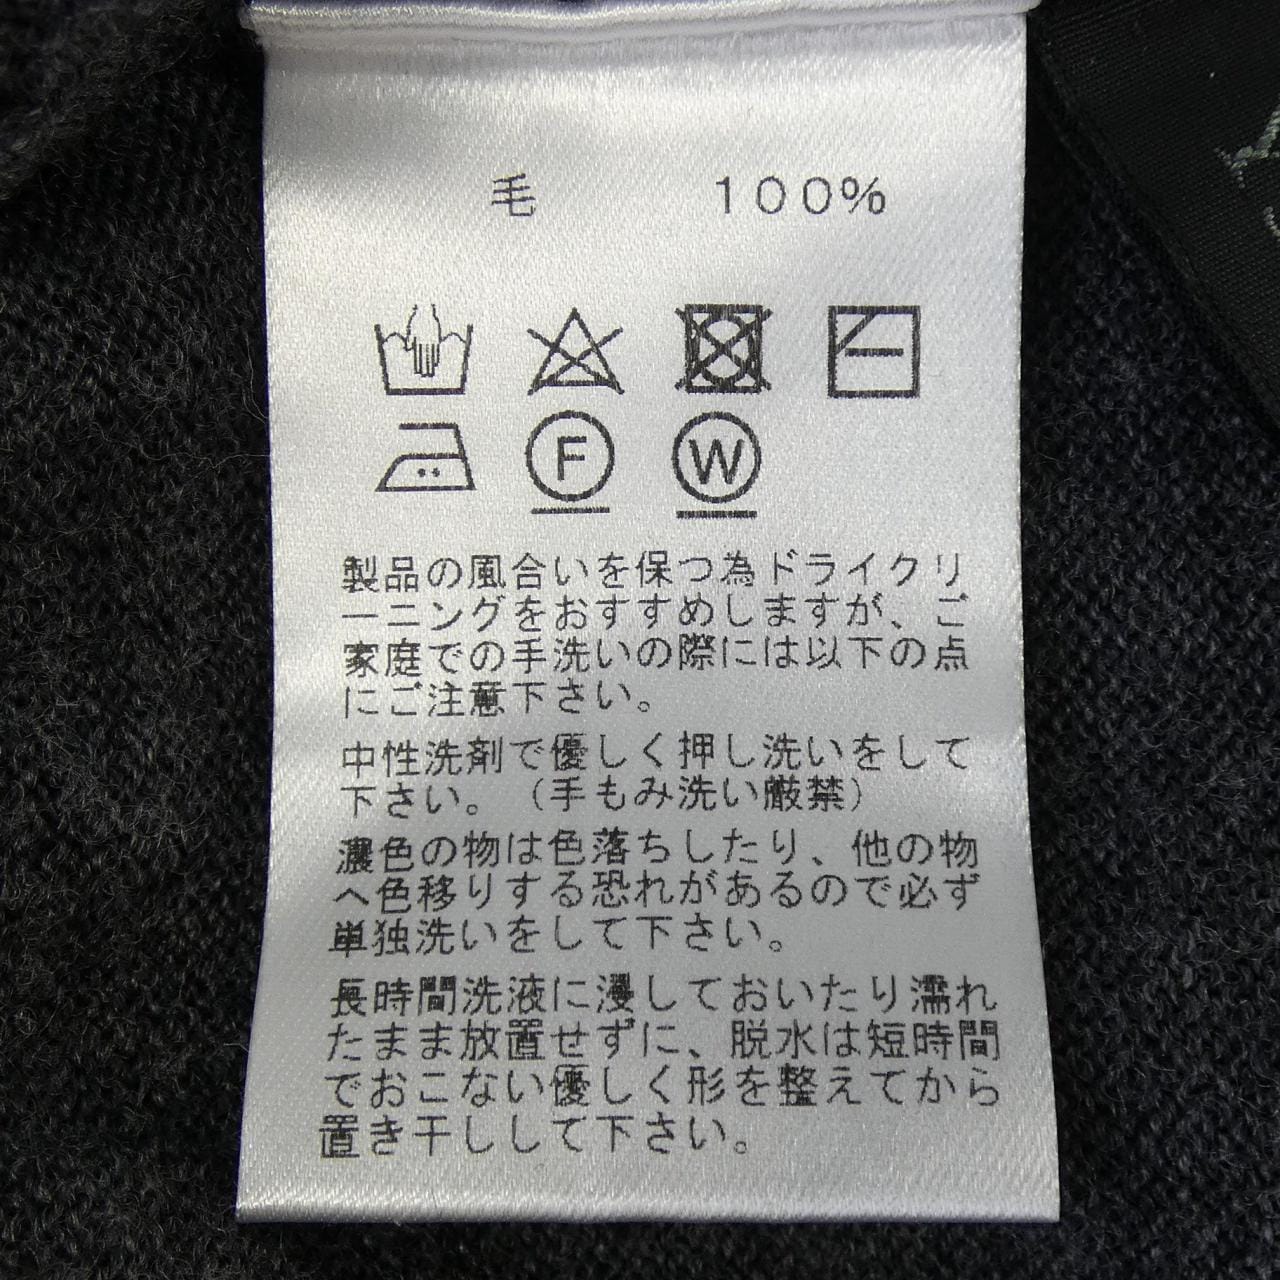 毛 100%
F W
製品の風合いを保つ為ドライクリ
ーニングをおすすめしますが、ご
家庭での手洗いの際には以下の点
にご注意下さい。
中性洗剤で優しく押し洗いをして
下さい。（手もみ洗い厳禁）
濃色の物は色落ちしたり、他の物
へ色移りする恐れがあるので必ず
単独洗いをして下さい。
長時間洗液に浸しておいたり濡れ
たまま放置せずに、脱水は短時間
でおこない優しく形を整えてから
置き干しして下さい。